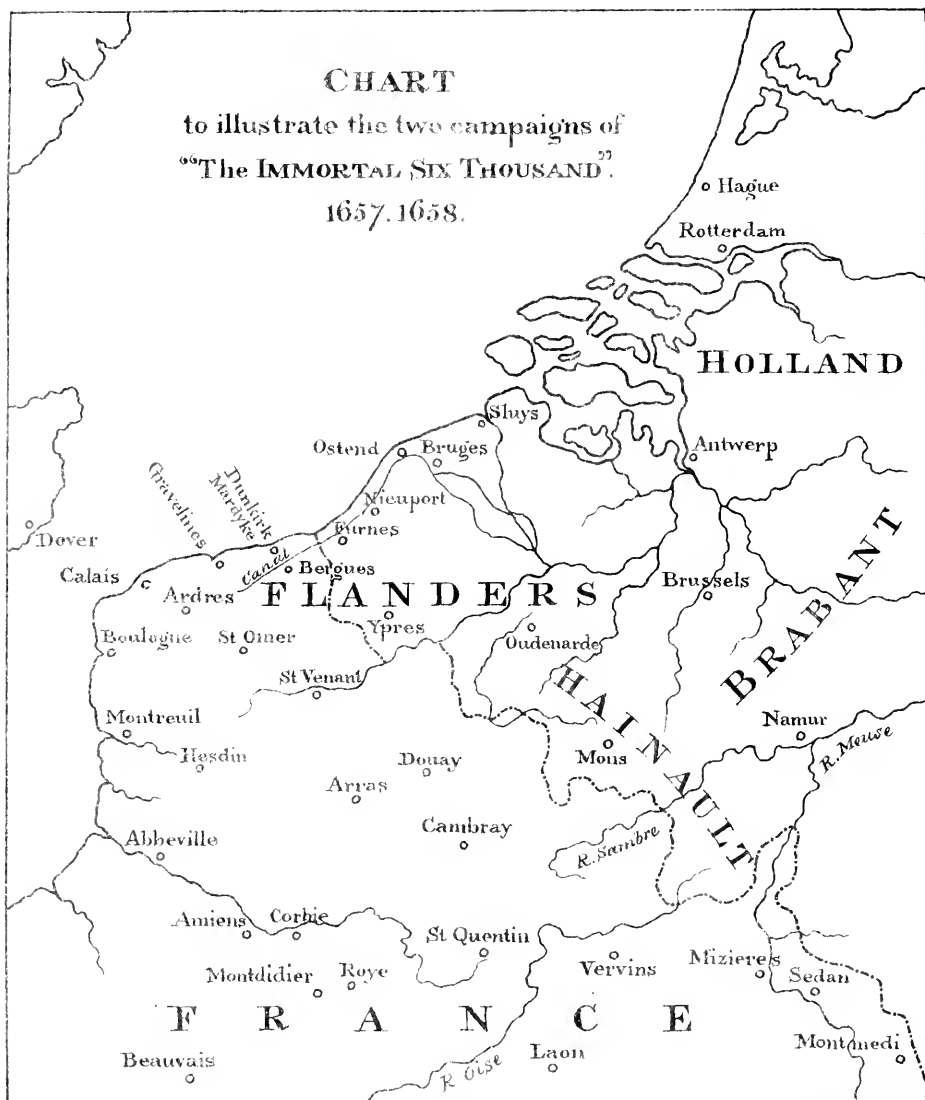 CHART
to illustrate the two campaigns of
"The IMMORTAL SIX THOUSAND".
1657.1658.
Hague
Rotterdam
HOLLAND
Sluys
Ostend
Bruges
Antwerp
Gravelines
Dunkirk
Mardyke
Nieuport
Furnes
Dover
Canal
Bergues
Calais
Ardres
FLANDERS
Brussels
BRABANT
Ypres
Boulogne
St Omer
Oudenarde
St Venant
HAINAULT
Montreuil
Namur
Hesdin
Douay
Mons
R. Meuse
Arras
Cambray
R. Sambre
Abbeville
Amiens
Corbie
St Quentin
Vervins
Mizieres
Montdidier
Roye
Sedan
FRANCE
Beauvais
R Oise
Laon
Montmedi